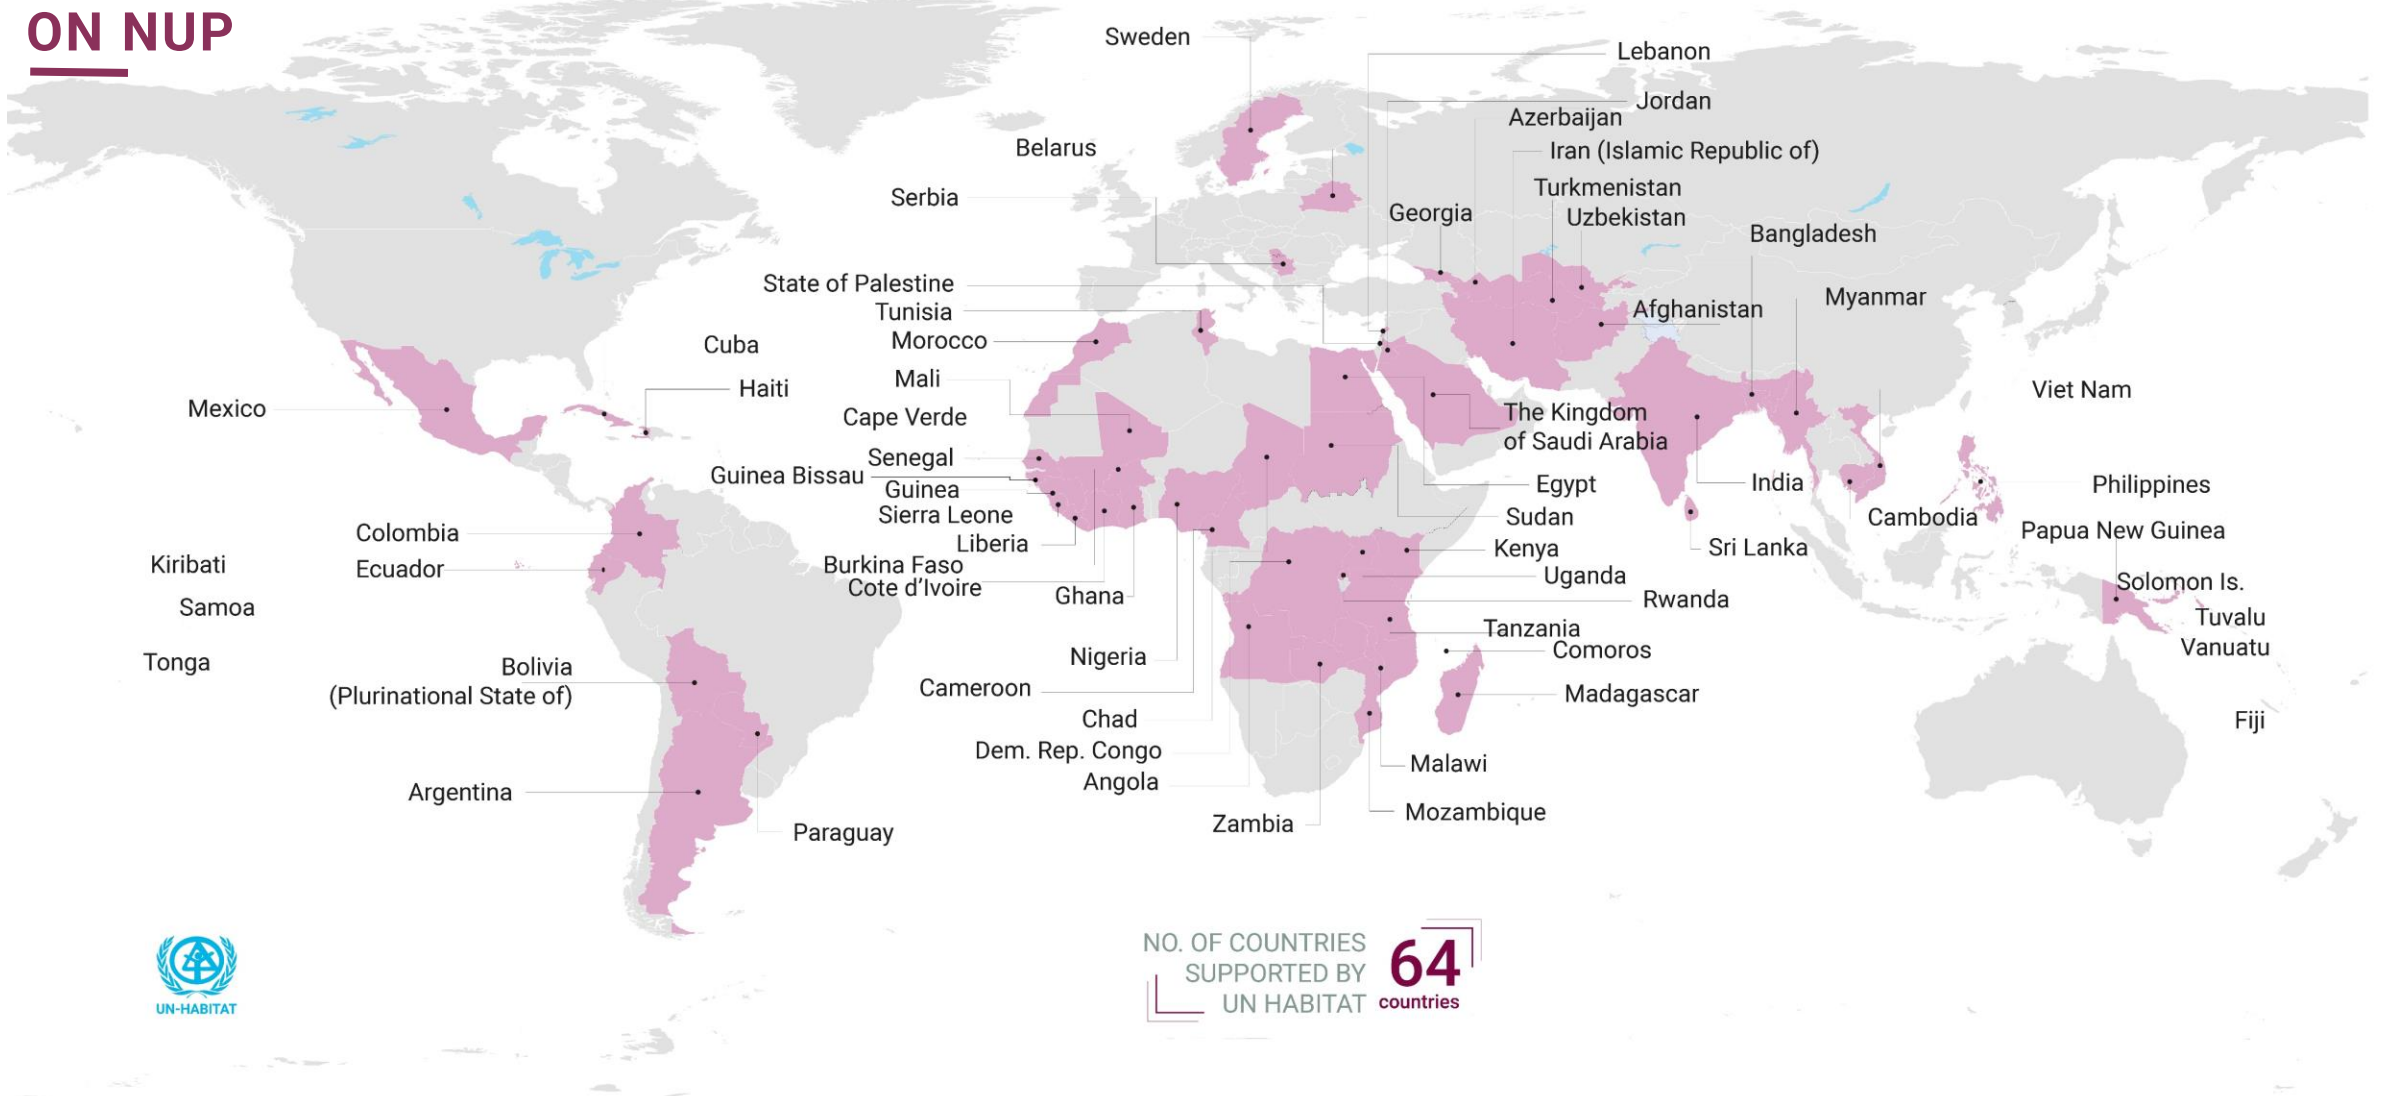 ON NUP
Sweden
Lebanon
Jordan
Azerbaijan
Belarus
Iran (Islamic Republic of)
Turkmenistan
Serbia
Georgia
Uzbekistan
Bangladesh
State of Palestine
Myanmar
Tunisia
Afghanistan
Morocco
Cuba
Mali
Haiti
Viet Nam
Mexico
Cape Verde
The Kingdom
of Saudi Arabia
Senegal
Guinea Bissau
Guinea
Egypt
India
Philippines
Sierra Leone
Sudan
Cambodia
Colombia
Liberia
Kenya
Sri Lanka
Papua New Guinea
Kiribati
Ecuador
Burkina Faso
Uganda
Cote d'Ivoire
Ghana
Rwanda
Solomon Is.
Samoa
Tuvalu
Tanzania
Vanuatu
Tonga
Comoros
Nigeria
Bolivia
(Plurinational State of)
Cameroon
Madagascar
Chad
Fiji
Dem. Rep. Congo
Malawi
Angola
Argentina
Mozambique
Zambia
Paraguay
NO. OF COUNTRIES
SUPPORTED BY
UN HABITAT
64
countries
UN-HABITAT